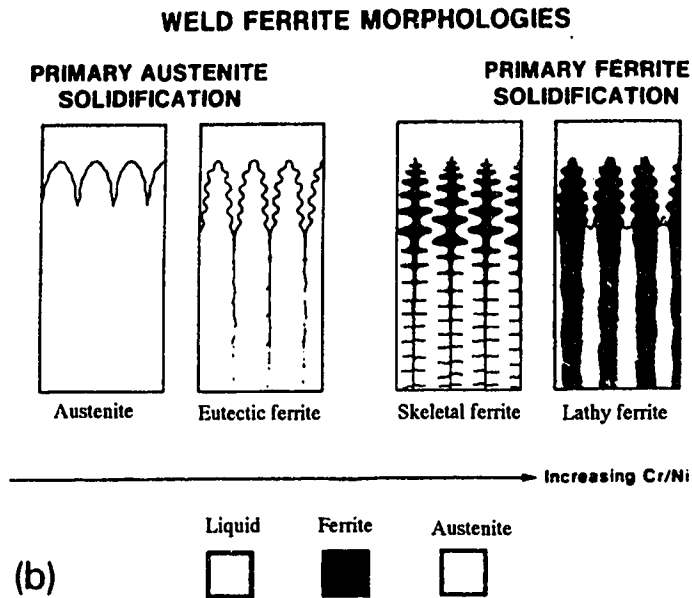 WELD FERRITE MORPHOLOGIES
PRIMARY AUSTENITE
SOLIDIFICATION
PRIMARY FERRITE
SOLIDIFICATION
Austenite
Eutectic ferrite
Skeletal ferrite
Lathy ferrite
Increasing Cr/Ni
Liquid
Ferrite
Austenite
(b)